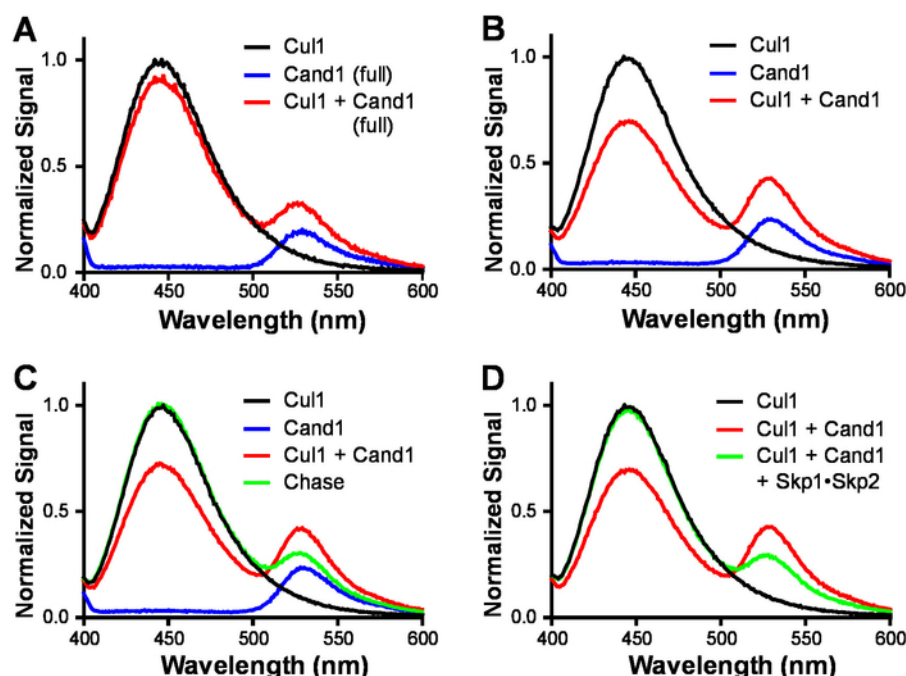 A
Normalized Signal
1.0
0.5
0.0
Cul1
Cand1 (full)
Cul1 + Cand1
(full)
400 450 500 550 600
Wavelength (nm)
B
Normalized Signal
1.0
0.5
0.0
Cul1
Cand1
Cul1 + Cand1
400 450 500 550 600
Wavelength (nm)
C
Normalized Signal
1.0
0.5
0.0
Cul1
Cand1
Cul1 + Cand1
Chase
400 450 500 550 600
Wavelength (nm)
D
Normalized Signal
1.0
0.5
0.0
Cul1
Cul1 + Cand1
Cul1 + Cand1
+ Skp1•Skp2
400 450 500 550 600
Wavelength (nm)